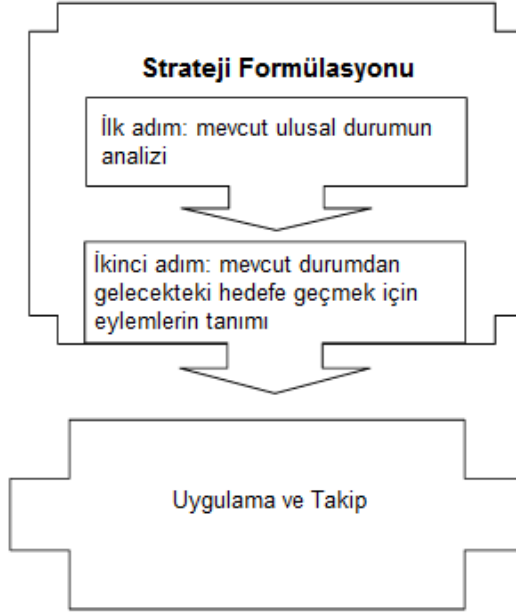 Strateji Formülasyonu
İlk adım: mevcut ulusal durumun
analizi
İkinci adım: mevcut durumdan
gelecekteki hedefe geçmek için
eylemlerin tanımı
Uygulama ve Takip